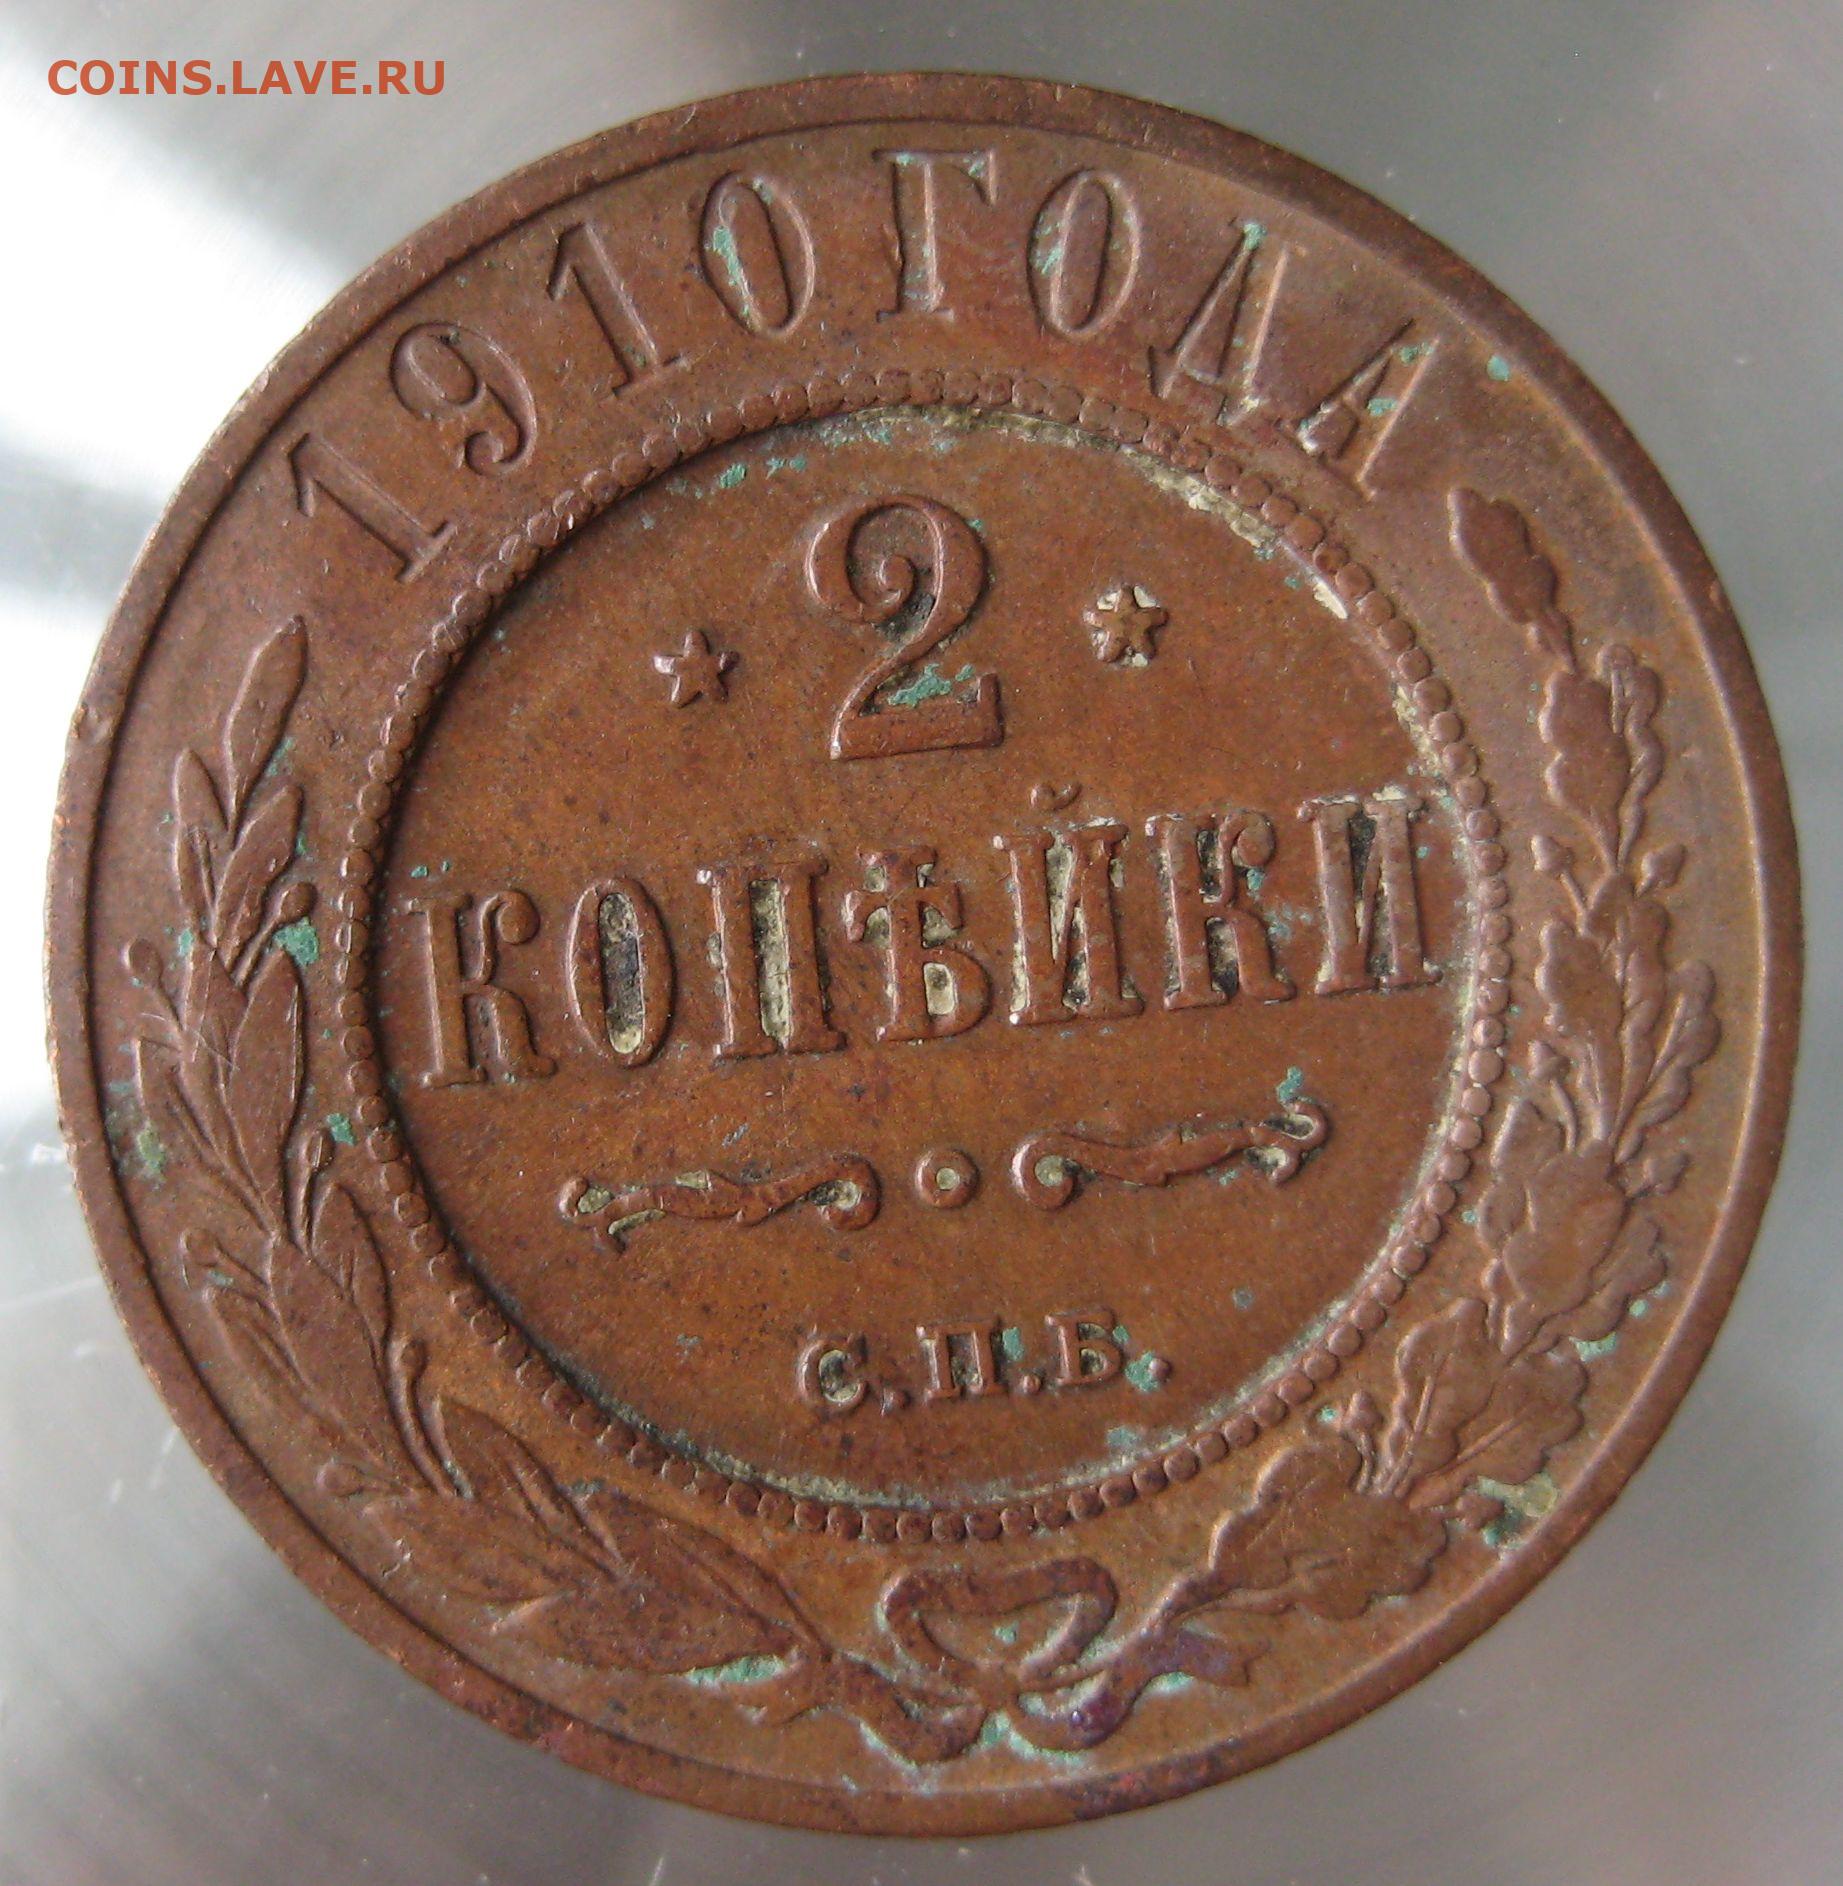 COINS.LAVE.RU
1910 ГОДА
2
КОПѢЙКИ
С.П.Б.